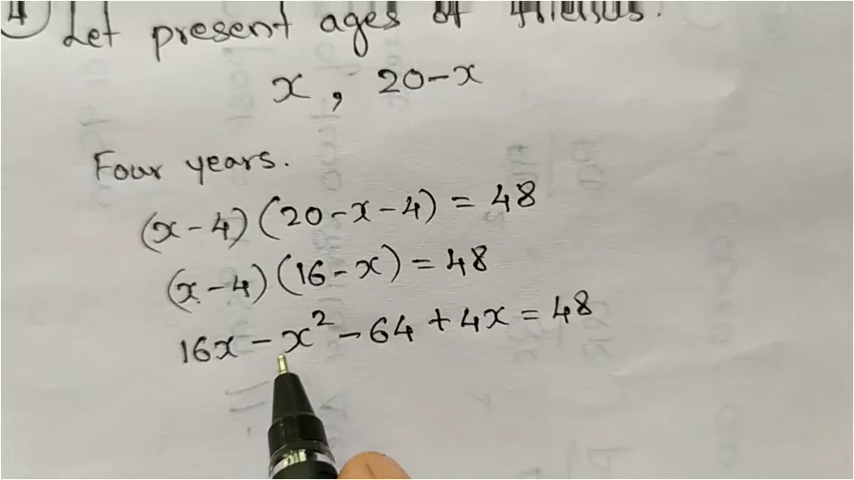 4 Let present ages of
x, 20-x
Four years.
(x-4)(20-x-4) = 48
(x-4)(16-x) = 48
16x - x² - 64 + 4x = 48